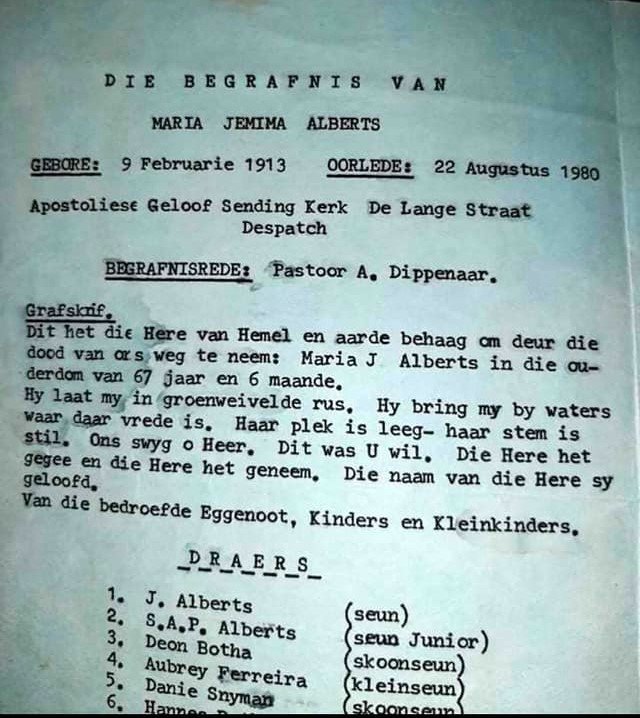 DIE BEGRAFNIS VAN
MARIA JEMIMA ALBERTS
GEBORE: 9 Februarie 1913 OORLEDE: 22 Augustus 1980
Apostoliese Geloof Sending Kerk De Lange Straat
Despatch
BEGRAFNISREDE: Pastoor A. Dippenaar.
Grafskrif.
Dit het die Here van Hemel en aarde behaag om deur die
dood van ons weg te neem: Maria J Alberts in die ou-
derdom van 67 jaar en 6 maande.
Hy laat my in groenweivelde rus. Hy bring my by waters
waar daar vrede is. Haar plek is leeg- haar stem is
stil. Ons swyg o Heer. Dit was U wil. Die Here het
gegee en die Here het geneem. Die naam van die Here sy
geloofd.
Van die bedroefde Eggenoot, Kinders en Kleinkinders.
DRAERS
1. J. Alberts (seun)
2. S.A.P. Alberts (seun Junior)
3. Deon Botha (skoonseun)
4. Aubrey Ferreira (kleinseun)
5. Danie Snyman (skoonseun)
6. Hannes